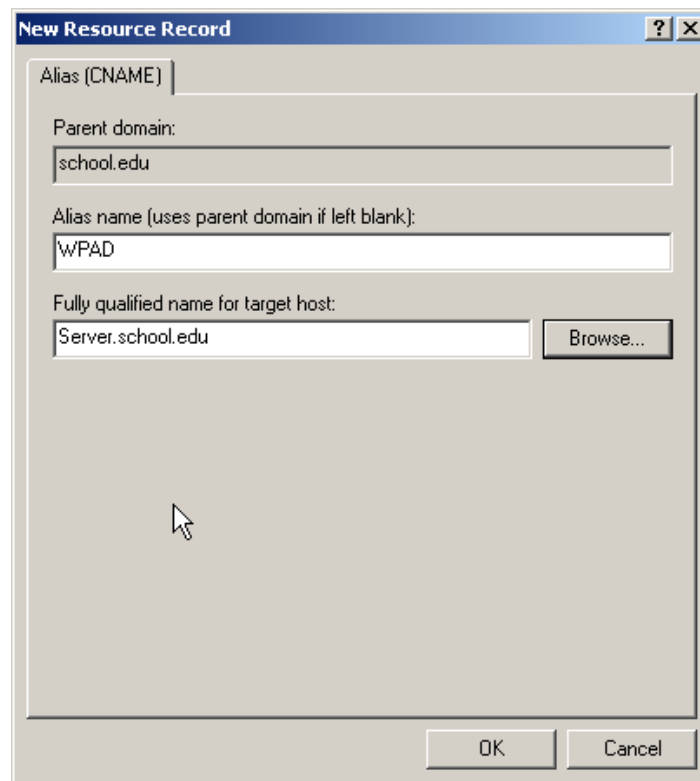 New Resource Record
Alias (CNAME)
Parent domain:
school.edu
Alias name (uses parent domain if left blank):
WPAD
Fully qualified name for target host:
Server.school.edu
Browse...
OK Cancel